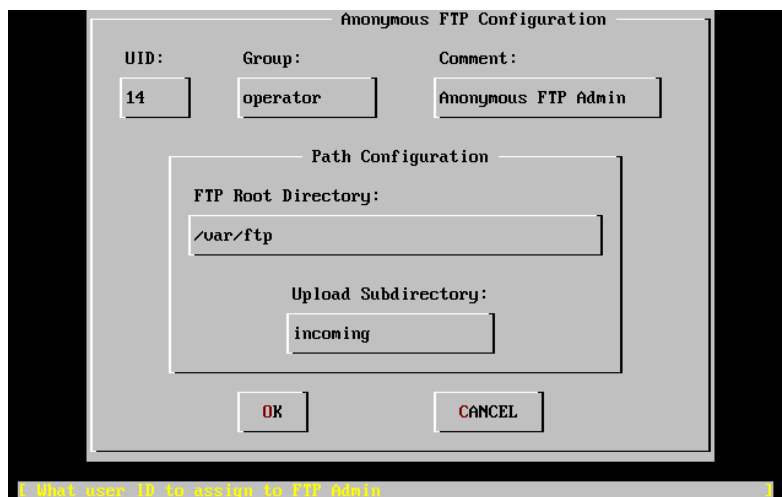 Anonymous FTP Configuration
UID: Group: Comment:
14 operator Anonymous FTP Admin
Path Configuration
FTP Root Directory:
/var/ftp
Upload Subdirectory:
incoming
OK CANCEL
[ What user ID to assign to FTP Admin ]